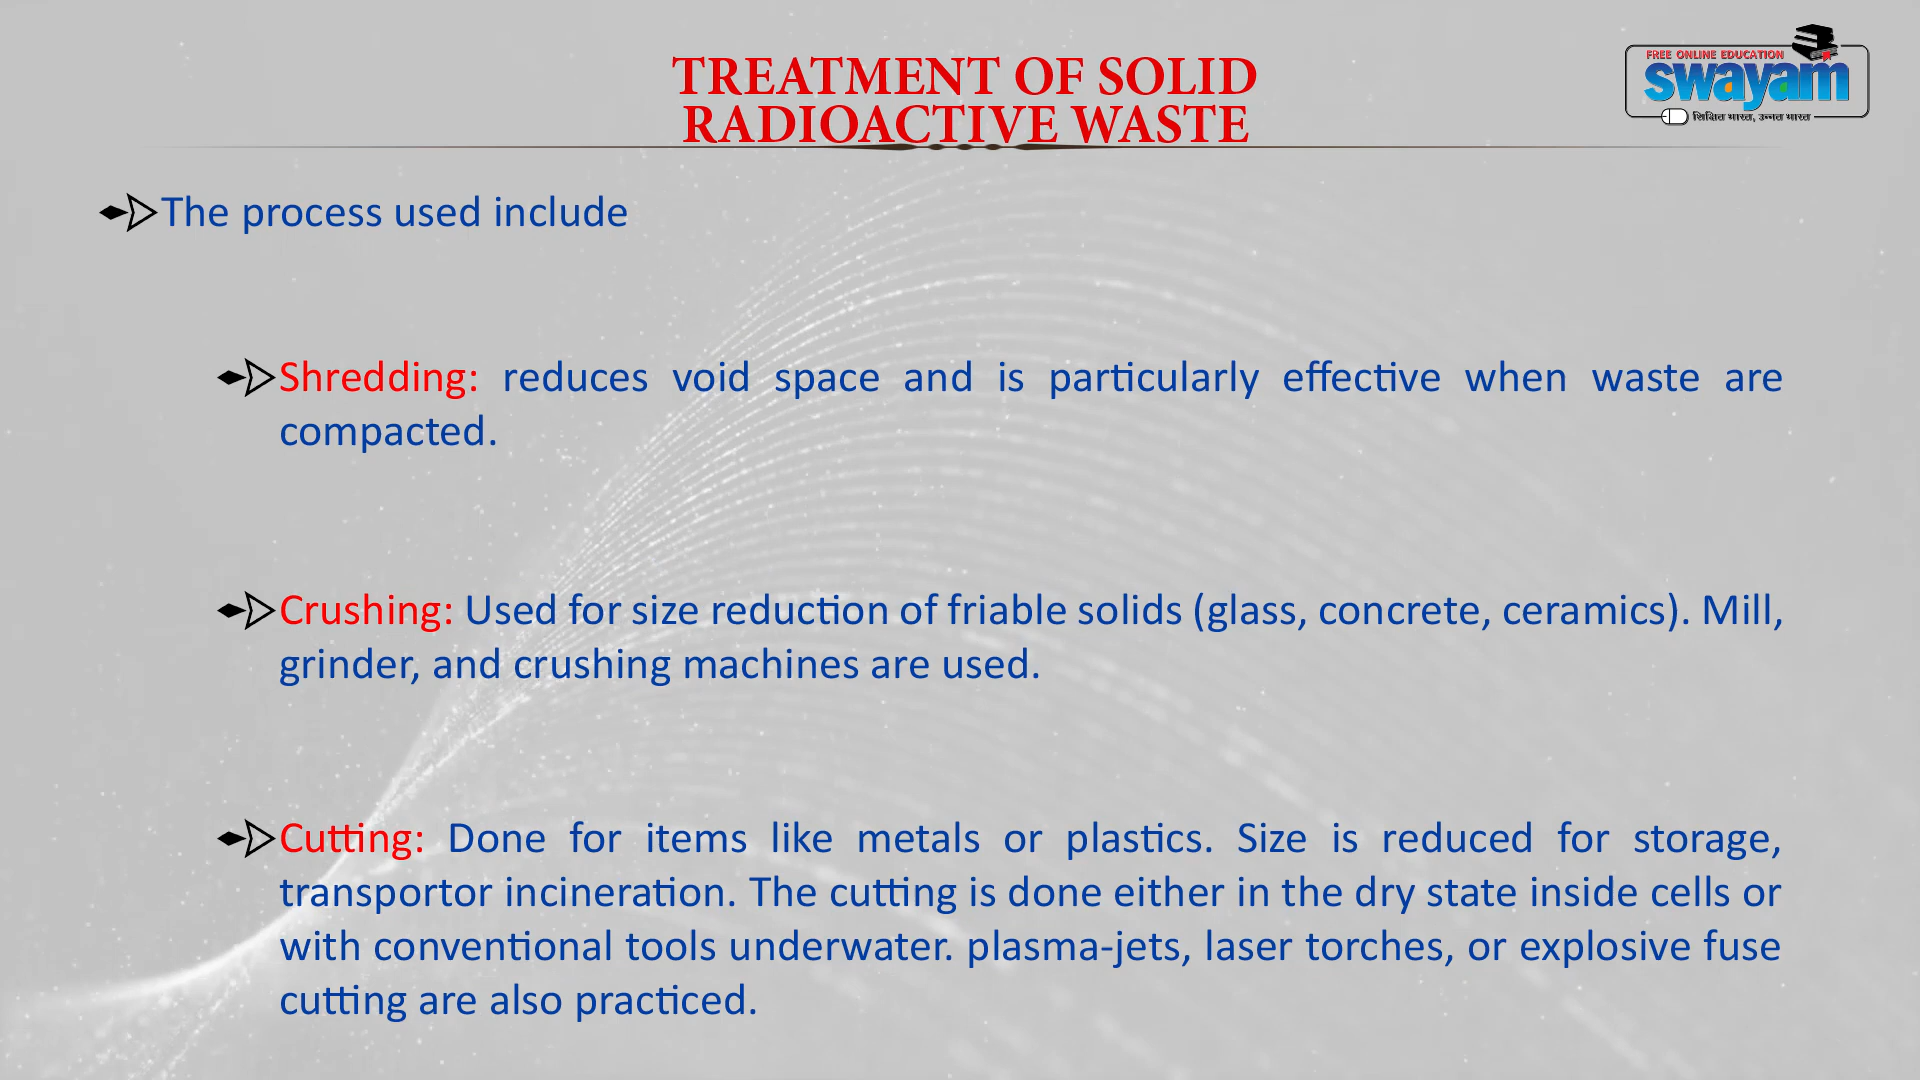 TREATMENT OF SOLID
RADIOACTIVE WASTE
FREE ONLINE EDUCATION
swayam
शिक्षित भारत, उन्नत भारत
The process used include
Shredding: reduces void space and is particularly effective when waste are
compacted.
Crushing: Used for size reduction of friable solids (glass, concrete, ceramics). Mill,
grinder, and crushing machines are used.
Cutting: Done for items like metals or plastics. Size is reduced for storage,
transportor incineration. The cutting is done either in the dry state inside cells or
with conventional tools underwater. plasma-jets, laser torches, or explosive fuse
cutting are also practiced.